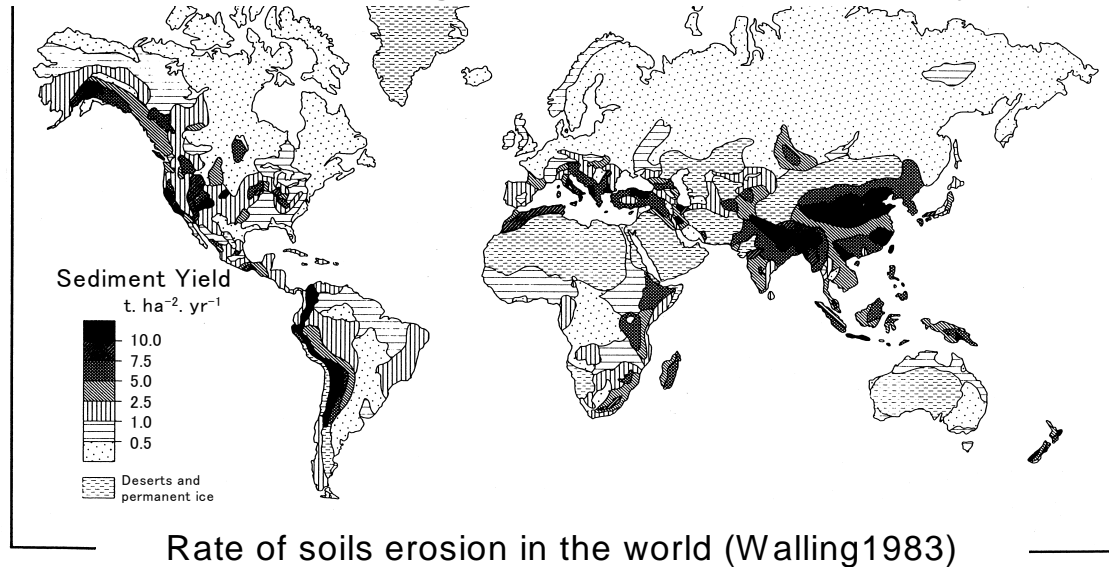 Sediment Yield
t. ha⁻². yr⁻¹
10.0
7.5
5.0
2.5
1.0
0.5
Deserts and
permanent ice
Rate of soils erosion in the world (Walling1983)